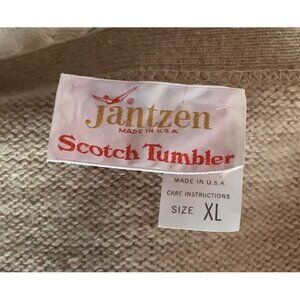 Jantzen
MADE IN U.S.A.
Scotch Tumbler
MADE IN U.S.A.
CARE INSTRUCTIONS
SIZE XL